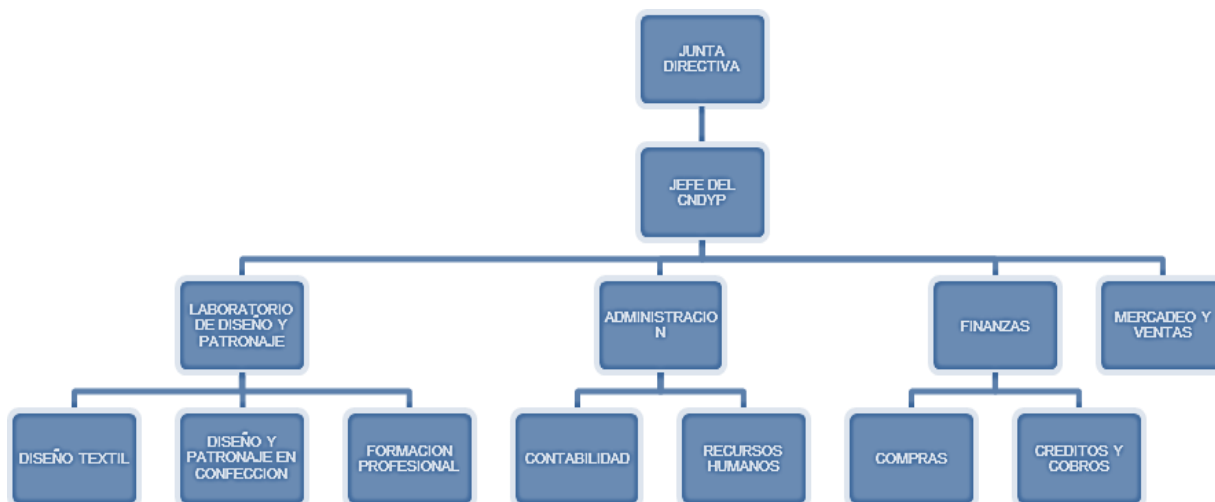 JUNTA
DIRECTIVA
JEFE DEL
CNDYP
LABORATORIO
DE DISEÑO Y
PATRONAJE
ADMINISTRACIO
N
FINANZAS
MERCADEO Y
VENTAS
DISEÑO TEXTIL
DISEÑO Y
PATRONAJE EN
CONFECCION
FORMACION
PROFESIONAL
CONTABILIDAD
RECURSOS
HUMANOS
COMPRAS
CREDITOS Y
COBROS